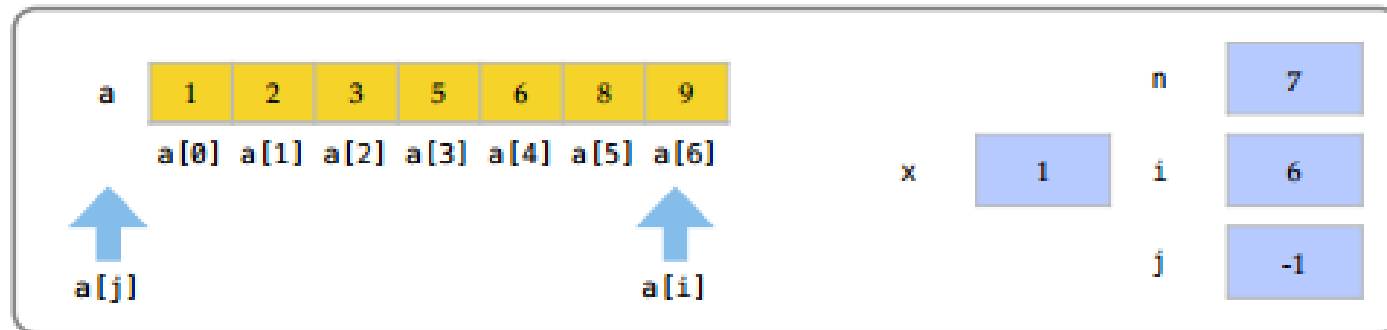 a 1 2 3 5 6 8 9
a[0] a[1] a[2] a[3] a[4] a[5] a[6]
a[j] a[i]
n 7
x 1 i 6
j -1